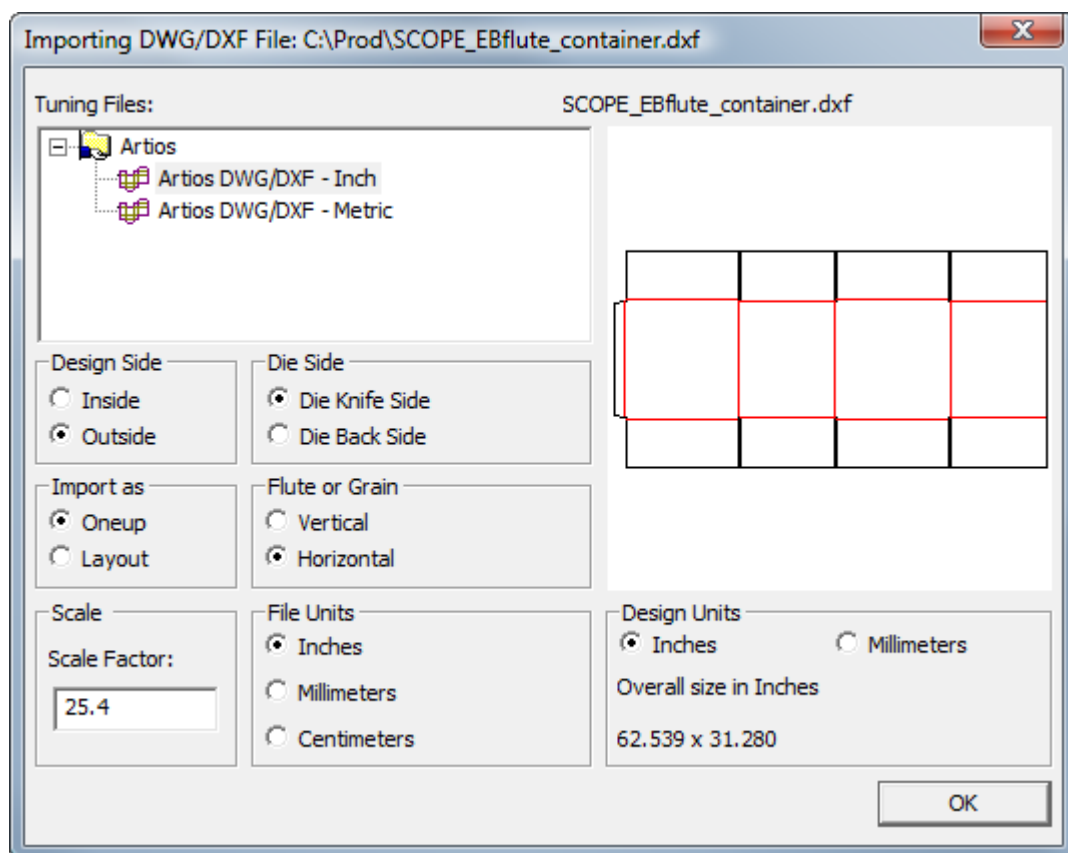 Importing DWG/DXF File: C:\Prod\SCOPE_EBflute_container.dxf
Tuning Files:
SCOPE_EBflute_container.dxf
Artios
Artios DWG/DXF - Inch
Artios DWG/DXF - Metric
Design Side
Inside
Outside
Die Side
Die Knife Side
Die Back Side
Import as
Oneup
Layout
Flute or Grain
Vertical
Horizontal
Scale
Scale Factor:
25.4
File Units
Inches
Millimeters
Centimeters
Design Units
Inches
Millimeters
Overall size in Inches
62.539 x 31.280
OK